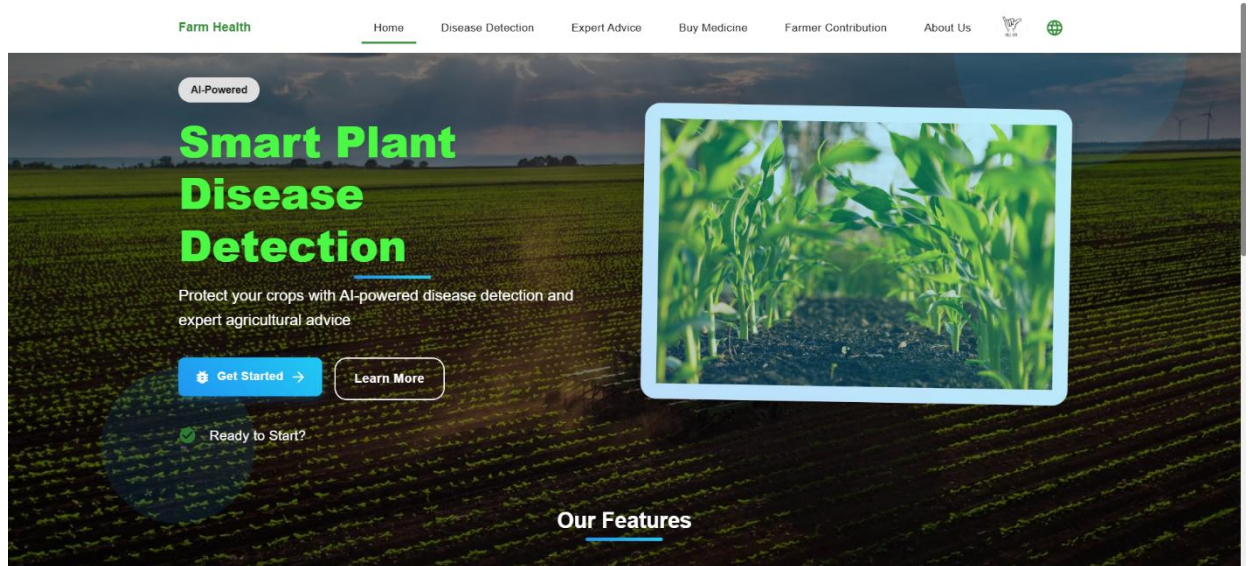 Farm Health
Home
Disease Detection
Expert Advice
Buy Medicine
Farmer Contribution
About Us
AI-Powered
Smart Plant
Disease
Detection
Protect your crops with AI-powered disease detection and
expert agricultural advice
Get Started →
Learn More
Ready to Start?
Our Features